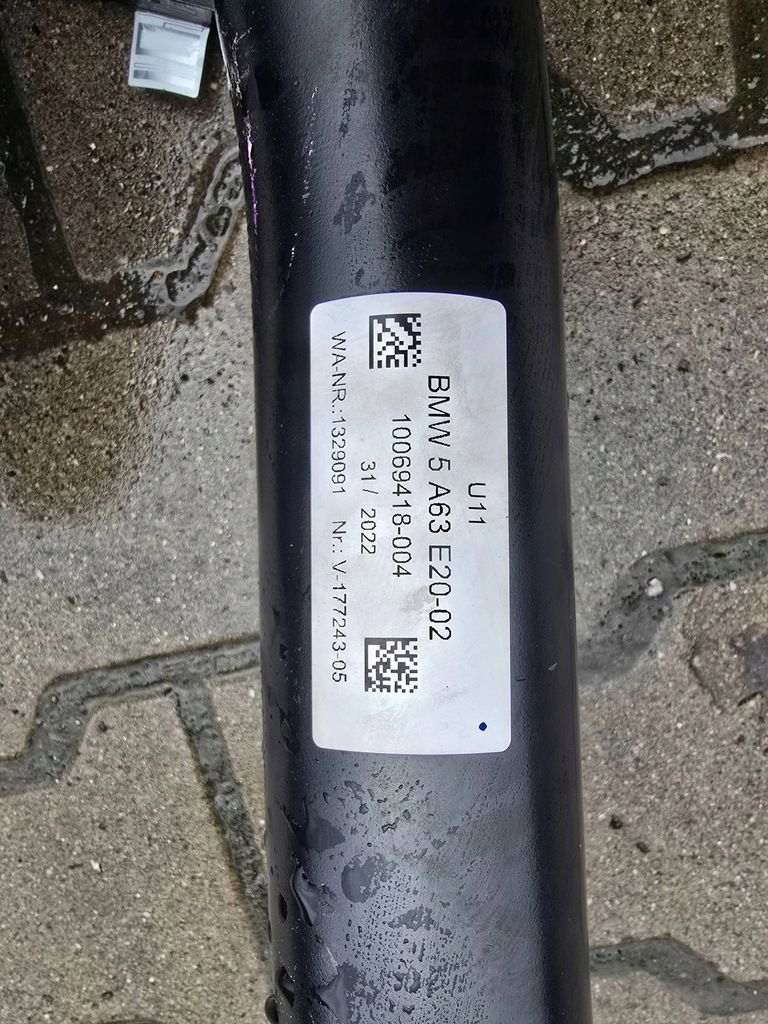 U11
BMW 5 A63 E20-02
10069418-004
31 / 2022
WA-NR.:1329091 Nr.: V-177243-05